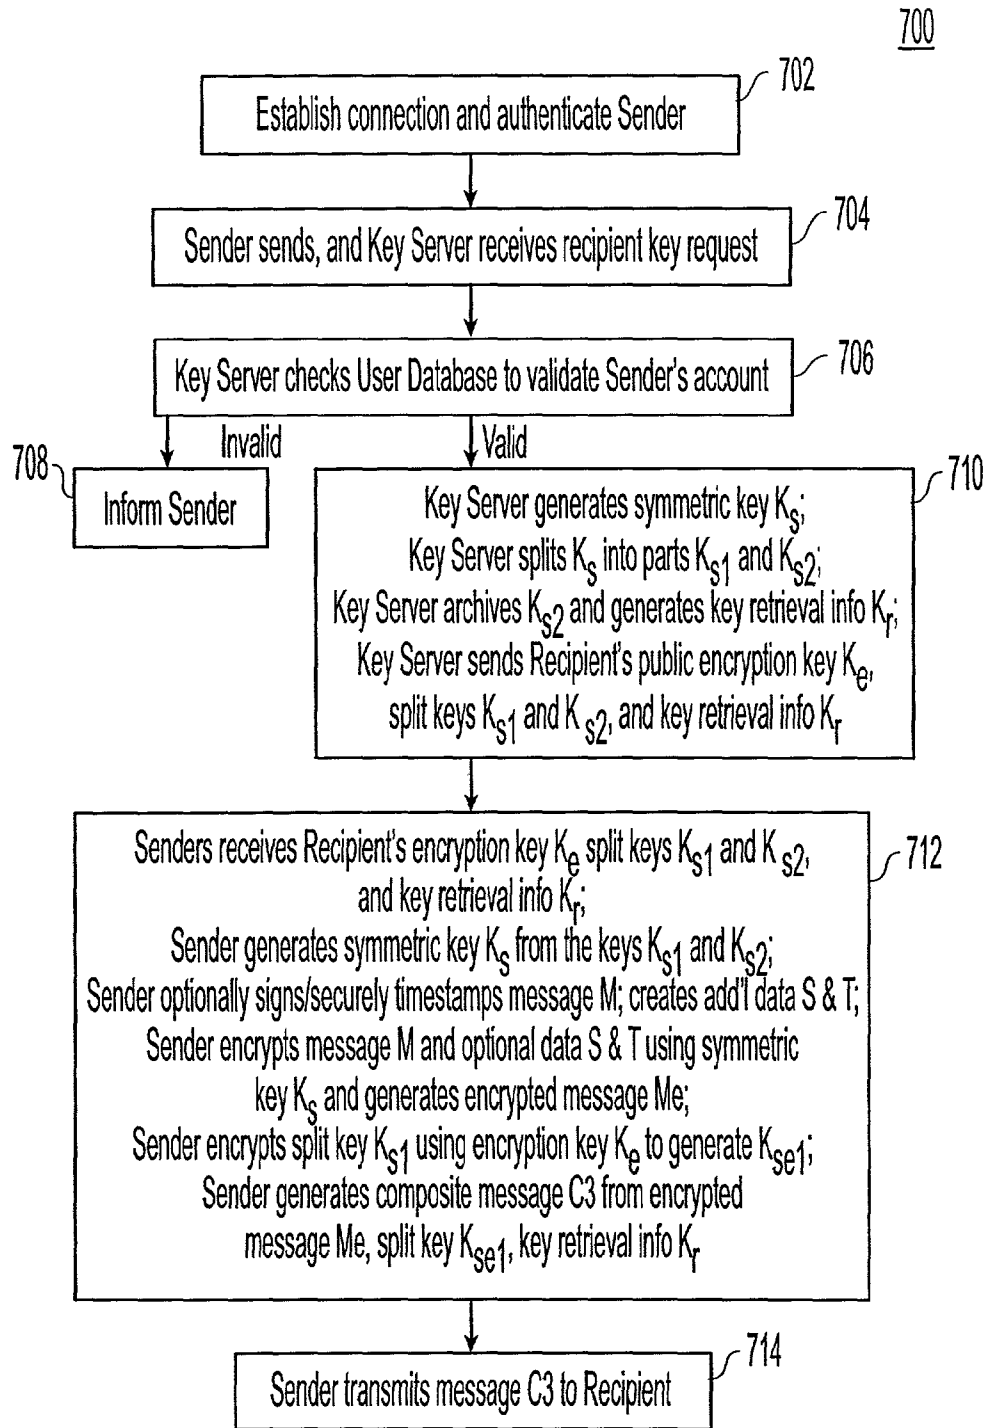 700
702
Establish connection and authenticate Sender
704
Sender sends, and Key Server receives recipient key request
706
Key Server checks User Database to validate Sender's account
Invalid
Valid
708
Inform Sender
710
Key Server generates symmetric key Ks;
Key Server splits Ks into parts Ks1 and Ks2;
Key Server archives Ks2 and generates key retrieval info Kr;
Key Server sends Recipient's public encryption key Ke,
split keys Ks1 and Ks2, and key retrieval info Kr
712
Senders receives Recipient's encryption key Ke split keys Ks1 and Ks2,
and key retrieval info Kr;
Sender generates symmetric key Ks from the keys Ks1 and Ks2;
Sender optionally signs/securely timestamps message M; creates add'l data S & T;
Sender encrypts message M and optional data S & T using symmetric
key Ks and generates encrypted message Me;
Sender encrypts split key Ks1 using encryption key Ke to generate Kse1;
Sender generates composite message C3 from encrypted
message Me, split key Kse1, key retrieval info Kr
714
Sender transmits message C3 to Recipient